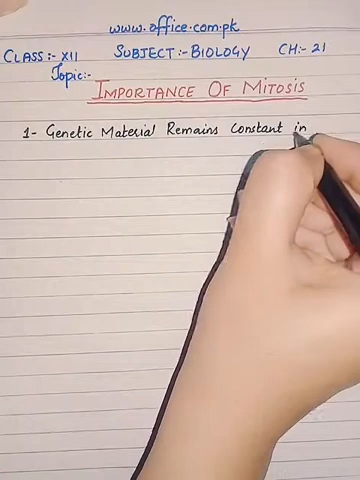 www.office.com.pk
CLASS:- XII SUBJECT:- BIOLOGY CH:- 21
Topic:-
IMPORTANCE OF MITOSIS
1- Genetic Material Remains Constant in